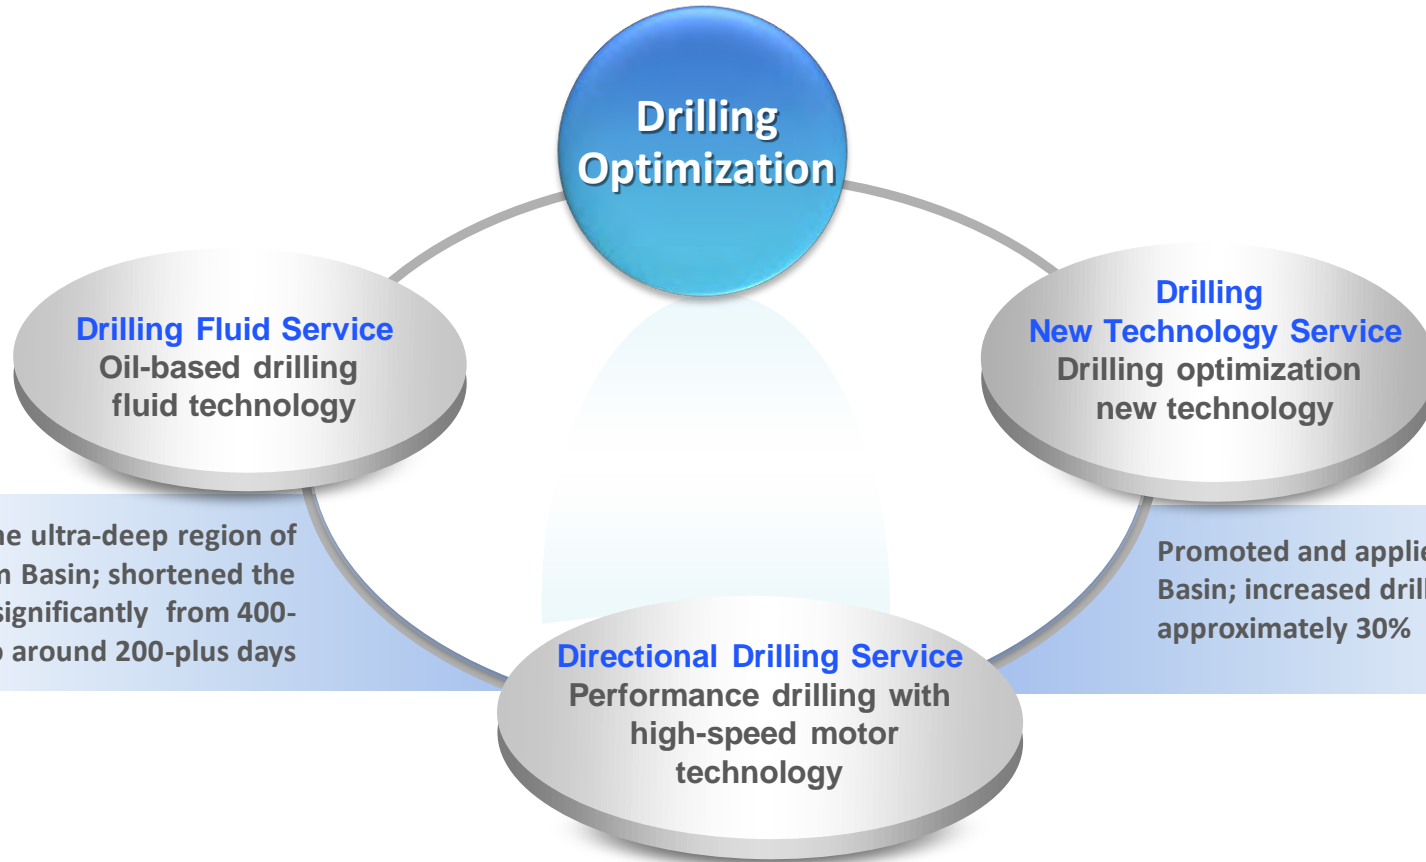 Drilling
Optimization
Drilling Fluid Service
Oil-based drilling
fluid technology
Drilling
New Technology Service
Drilling optimization
new technology
ultra-deep region of
Basin; shortened the
significantly from 400-
around 200-plus days
Promoted and applie
Basin; increased drill
approximately 30%
Directional Drilling Service
Performance drilling with
high-speed motor
technology